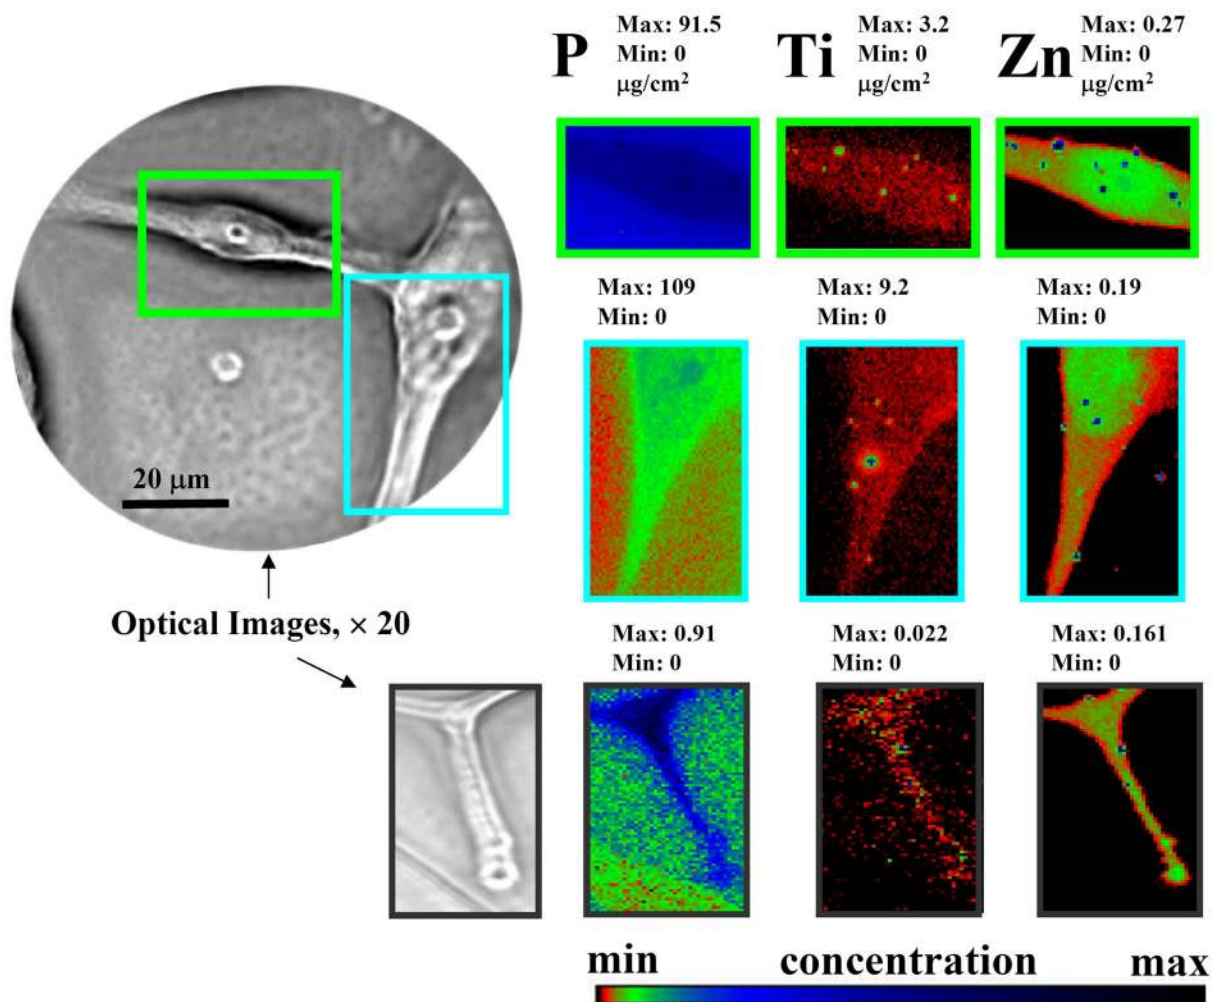 P
Max: 91.5
Min: 0
μg/cm²
Ti
Max: 3.2
Min: 0
μg/cm²
Zn
Max: 0.27
Min: 0
μg/cm²
Max: 109
Min: 0
Max: 9.2
Min: 0
Max: 0.19
Min: 0
20 μm
Optical Images, × 20
Max: 0.91
Min: 0
Max: 0.022
Min: 0
Max: 0.161
Min: 0
min concentration max